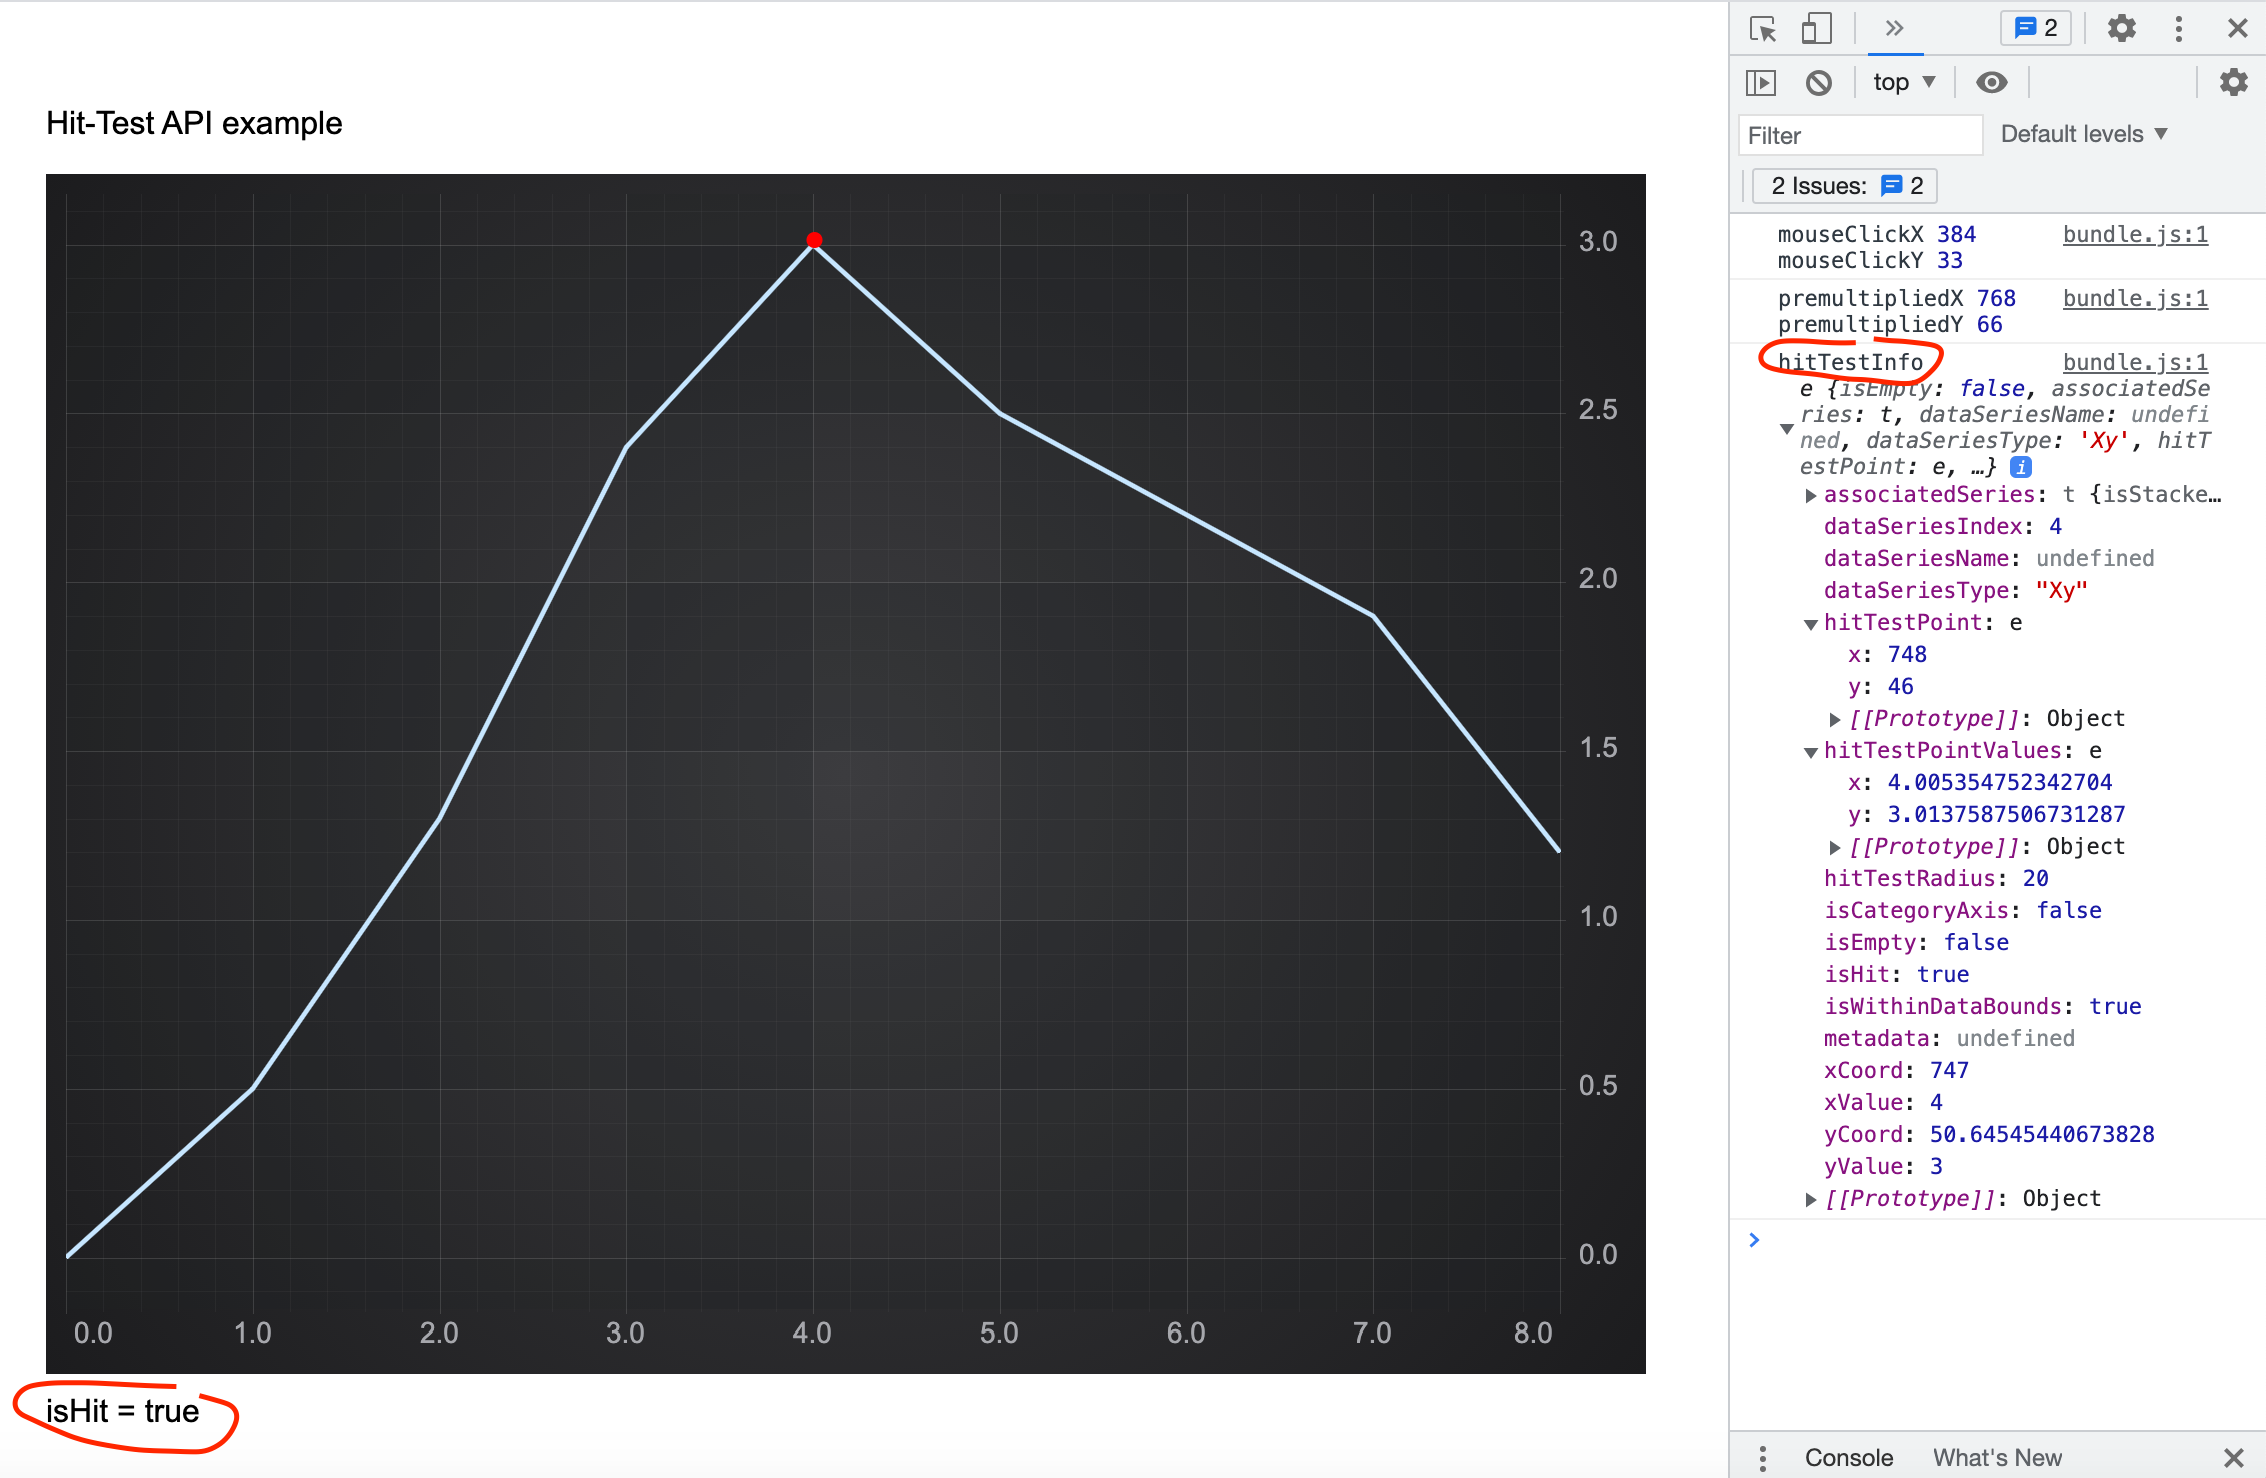 Hit-Test API example
3.0
2.5
2.0
1.5
1.0
0.5
0.0
0.0 1.0 2.0 3.0 4.0 5.0 6.0 7.0 8.0
isHit = true
2
top
Filter Default levels
2 Issues: 2
mouseClickX 384 bundle.js:1
mouseClickY 33
premultipliedX 768 bundle.js:1
premultipliedY 66
hitTestInfo bundle.js:1
e {isEmpty: false, associatedSe
ries: t, dataSeriesName: undefi
ned, dataSeriesType: 'Xy', hitT
estPoint: e, …} i
associatedSeries: t {isStacke…
dataSeriesIndex: 4
dataSeriesName: undefined
dataSeriesType: "Xy"
hitTestPoint: e
x: 748
y: 46
[[Prototype]]: Object
hitTestPointValues: e
x: 4.005354752342704
y: 3.0137587506731287
[[Prototype]]: Object
hitTestRadius: 20
isCategoryAxis: false
isEmpty: false
isHit: true
isWithinDataBounds: true
metadata: undefined
xCoord: 747
xValue: 4
yCoord: 50.64545440673828
yValue: 3
[[Prototype]]: Object
Console What's New